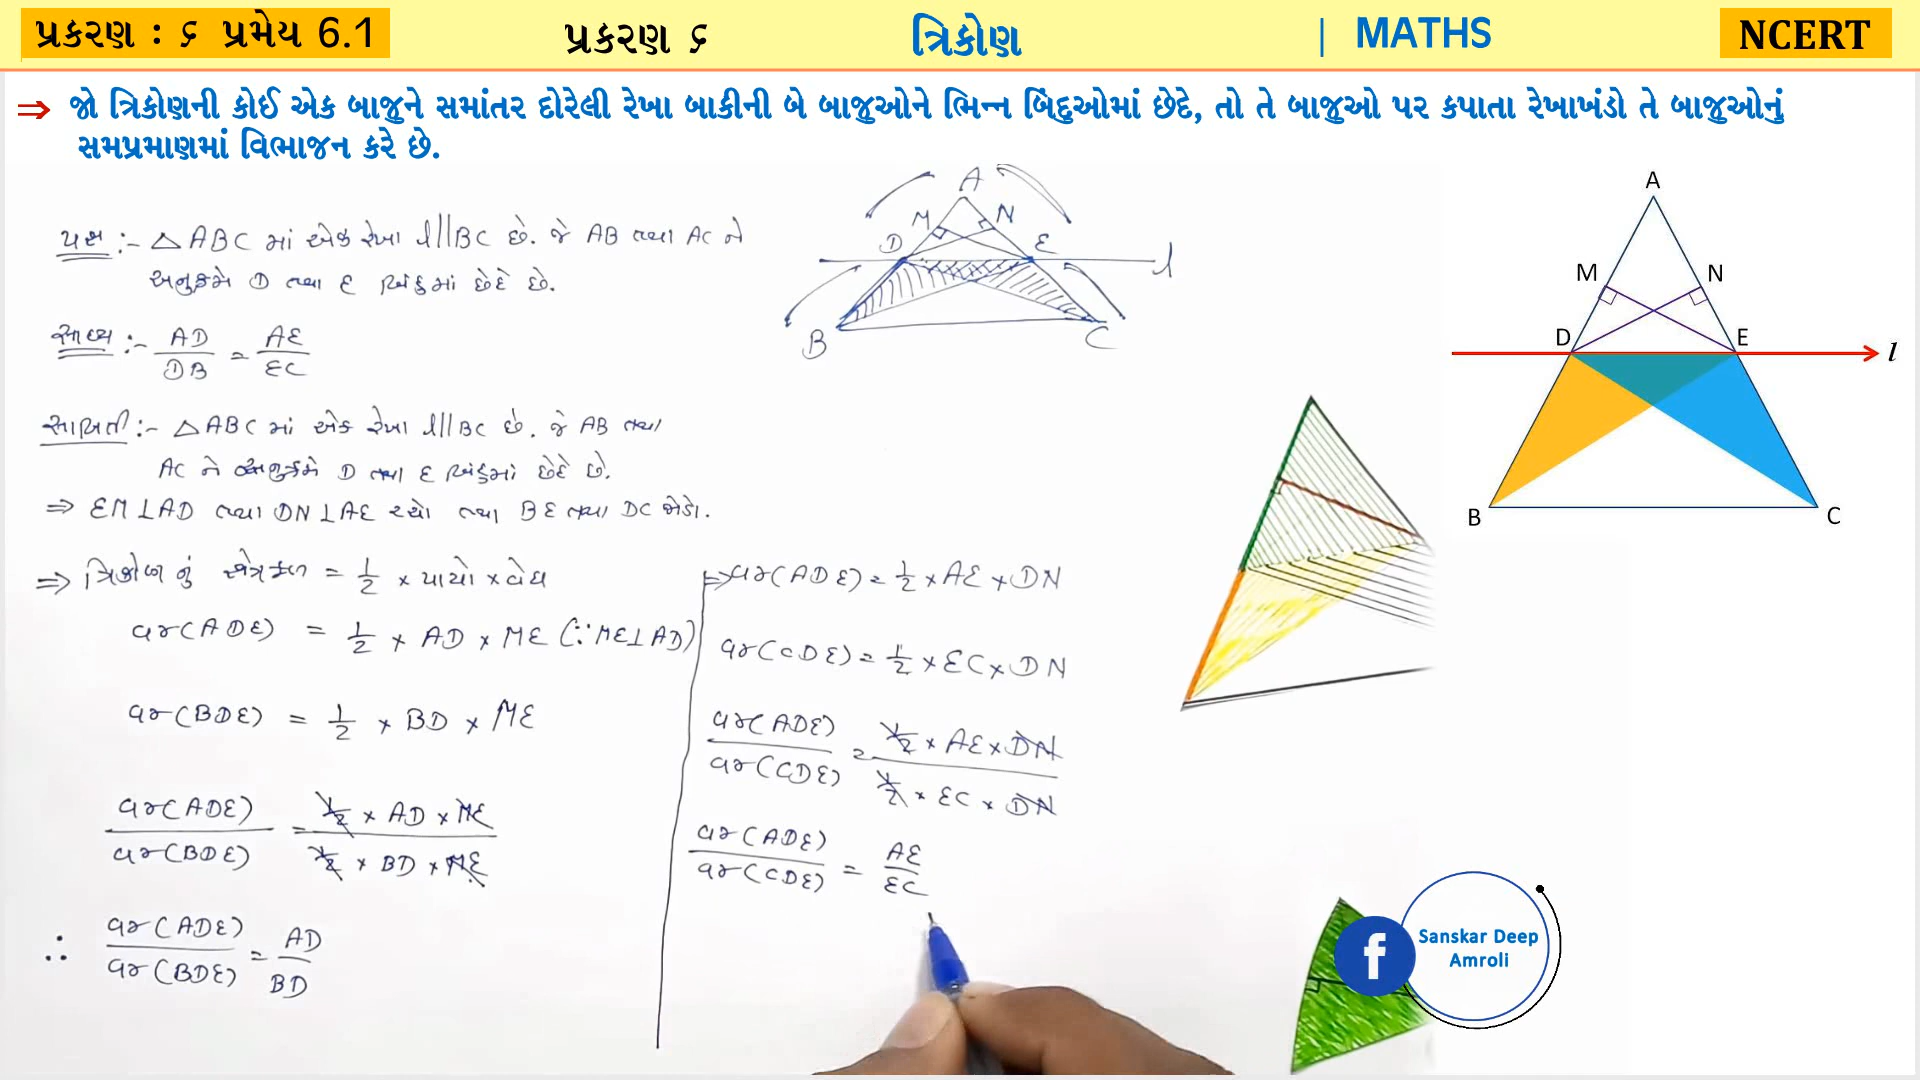 પ્રકરણ : ૬ પ્રમેય 6.1
પ્રકરણ ૬
ત્રિકોણ
| MATHS
NCERT
⇒ જો ત્રિકોણની કોઈ એક બાજુને સમાંતર દોરેલી રેખા બાકીની બે બાજુઓને ભિન્ન બિંદુઓમાં છેદે, તો તે બાજુઓ પર કપાતા રેખાખંડો તે બાજુઓનું
સમપ્રમાણમાં વિભાજન કરે છે.
પક્ષ :- △ABC માં એક રેખા l||BC છે. જે AB તથા AC ને
અનુક્રમે D તથા E બિંદુમાં છેદે છે.
સાધ્ય :- AD/DB = AE/EC
સાબિતી :- △ABC માં એક રેખા l||BC છે. જે AB તથા
AC ને અનુક્રમે D તથા E બિંદુમાં છેદે છે.
⇒ EM⊥AD તથા DN⊥AE રચો તથા BE તથા DC જોડો.
⇒ ત્રિકોણ નું ક્ષેત્રફળ = 1/2 × પાયો × વેધ
ar(ADE) = 1/2 × AD × ME (∵ ME⊥AD)
ar(BDE) = 1/2 × BD × ME
ar(ADE)/ar(BDE) = 1/2 × AD × ME / 1/2 × BD × ME
∴ ar(ADE)/ar(BDE) = AD/BD
⇒ ar(ADE) = 1/2 × AE × DN
ar(CDE) = 1/2 × EC × DN
ar(ADE)/ar(CDE) = 1/2 × AE × DN / 1/2 × EC × DN
ar(ADE)/ar(CDE) = AE/EC
A
M N
D E
l
B C
A
M N
D E
l
B C
f
Sanskar Deep
Amroli